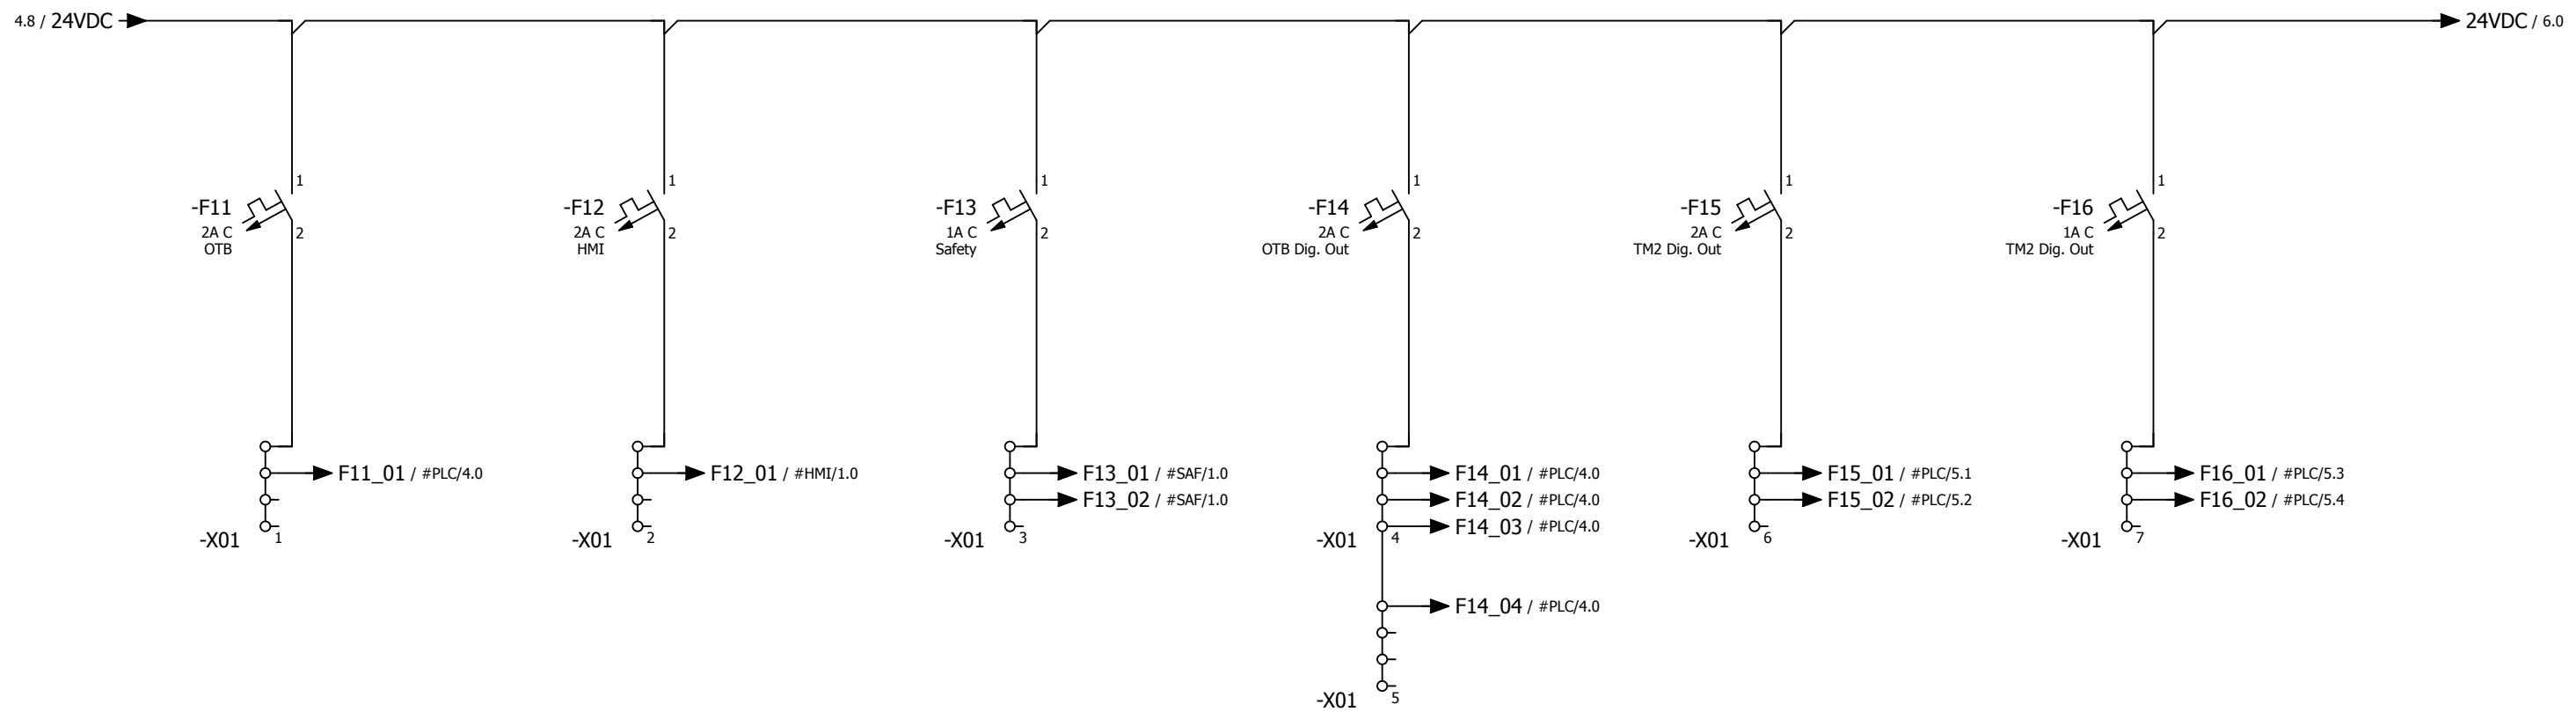 4.8 / 24VDC
24VDC / 6.0
1
-F11
2A C
OTB
2
1
-F12
2A C
HMI
2
1
-F13
1A C
Safety
2
1
-F14
2A C
OTB Dig. Out
2
1
-F15
2A C
TM2 Dig. Out
2
1
-F16
1A C
TM2 Dig. Out
2
F11_01 / #PLC/4.0
-X01
1
F12_01 / #HMI/1.0
-X01
2
F13_01 / #SAF/1.0
F13_02 / #SAF/1.0
-X01
3
F14_01 / #PLC/4.0
F14_02 / #PLC/4.0
F14_03 / #PLC/4.0
-X01
4
F14_04 / #PLC/4.0
-X01
5
F15_01 / #PLC/5.1
F15_02 / #PLC/5.2
-X01
6
F16_01 / #PLC/5.3
F16_02 / #PLC/5.4
-X01
7